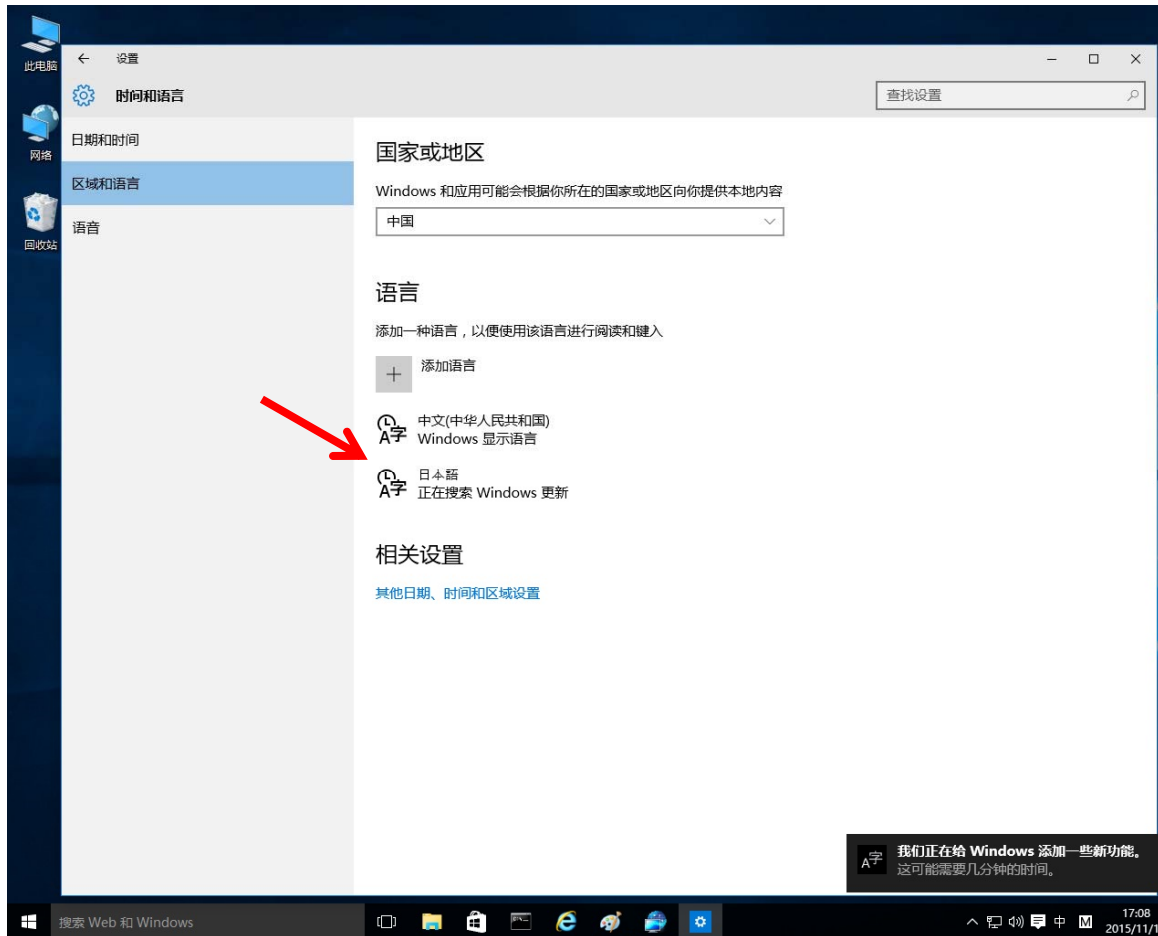 此电脑
网络
回收站
设置
时间和语言
查找设置
日期和时间
区域和语言
语音
国家或地区
Windows 和应用可能会根据你所在的国家或地区向你提供本地内容
中国
语言
添加一种语言，以便使用该语言进行阅读和键入
添加语言
中文(中华人民共和国)
Windows 显示语言
日本語
正在搜索 Windows 更新
相关设置
其他日期、时间和区域设置
我们正在给 Windows 添加一些新功能。
这可能需要几分钟的时间。
搜索 Web 和 Windows
中
M
17:08
2015/11/1